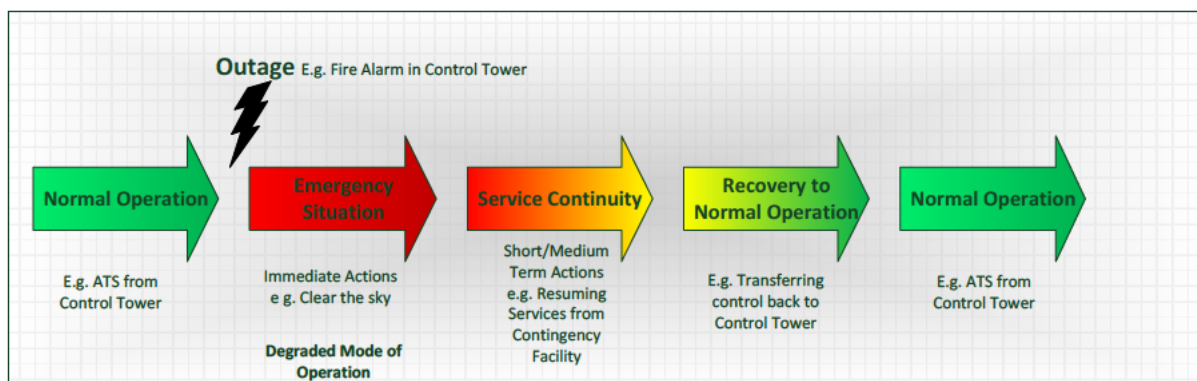 Outage E.g. Fire Alarm in Control Tower
Normal Operation
Emergency
Situation
Service Continuity
Recovery to
Normal Operation
Normal Operation
E.g. ATS from
Control Tower
Immediate Actions
e g. Clear the sky
Degraded Mode of
Operation
Short/Medium
Term Actions
e.g. Resuming
Services from
Contingency
Facility
E.g. Transferring
control back to
Control Tower
E.g. ATS from
Control Tower